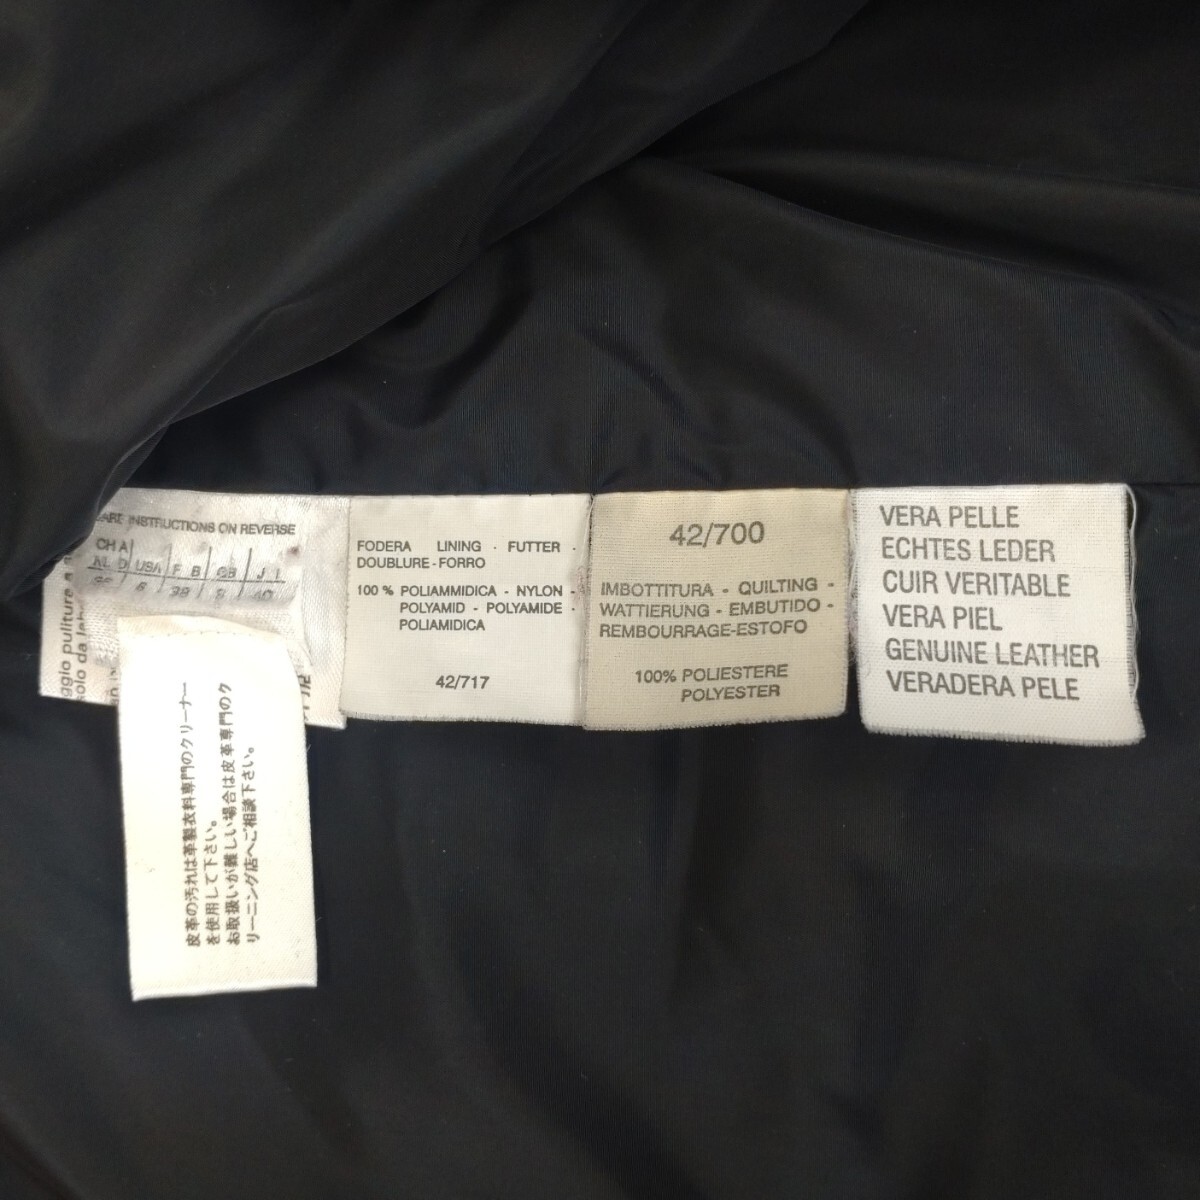 INSTRUCTIONS ON REVERSE
CH A
D USA F B GB J I
6 38 8 40
FODERA LINING - FUTTER -
DOUBLURE - FORRO
100 % POLIAMMIDICA - NYLON -
POLYAMID - POLYAMIDE -
POLIAMIDICA
42/717
42/700
IMBOTTITURA - QUILTING -
WATTIERUNG - EMBUTIDO -
REMBOURRAGE-ESTOFO
100% POLIESTERE
POLYESTER
VERA PELLE
ECHTES LEDER
CUIR VERITABLE
VERA PIEL
GENUINE LEATHER
VERADERA PELE
solo da
皮革の汚れは革製衣料専門のクリーナー
を使用して下さい。
お取扱いが難しい場合は皮革専門のク
リーニング店へご相談下さい。